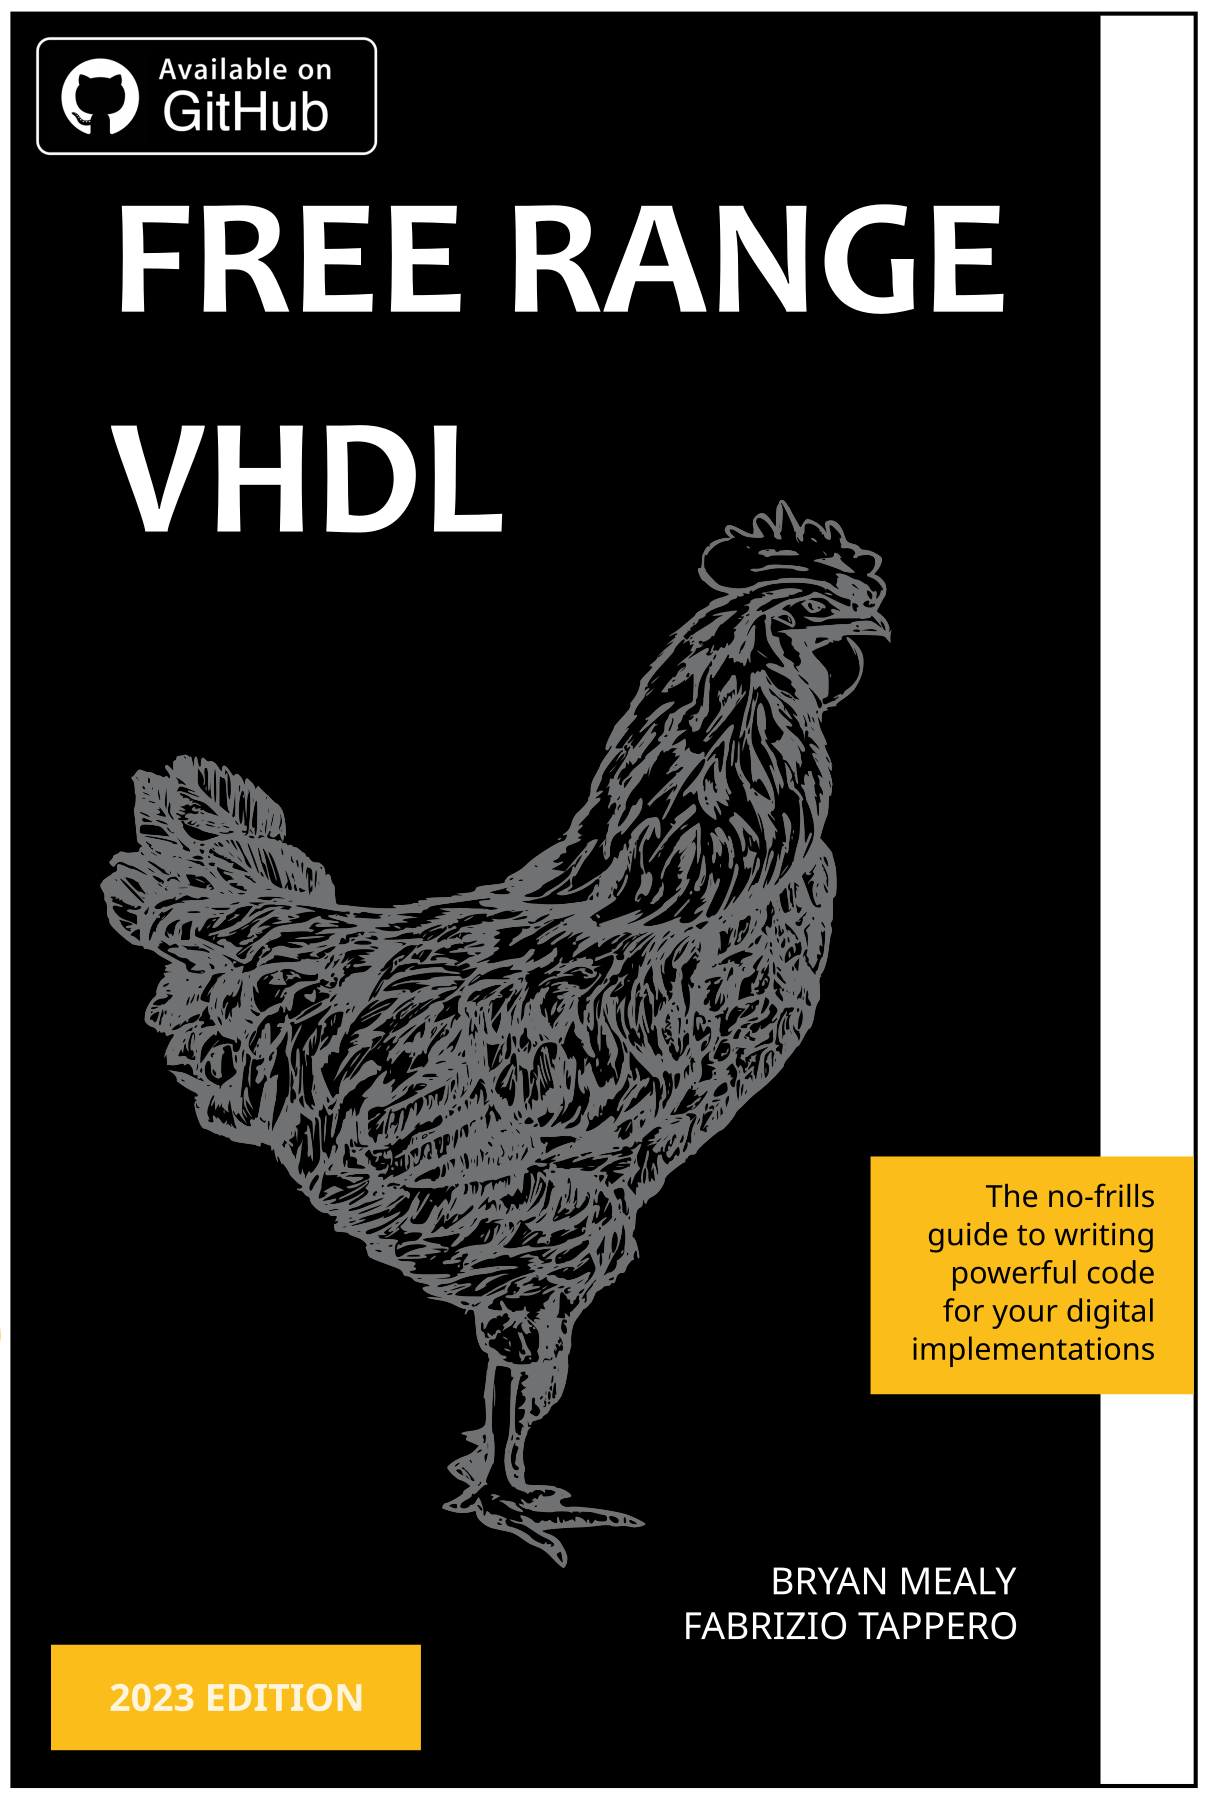 Available on
GitHub
FREE RANGE
VHDL
The no-frills
guide to writing
powerful code
for your digital
implementations
BRYAN MEALY
FABRIZIO TAPPERO
2023 EDITION